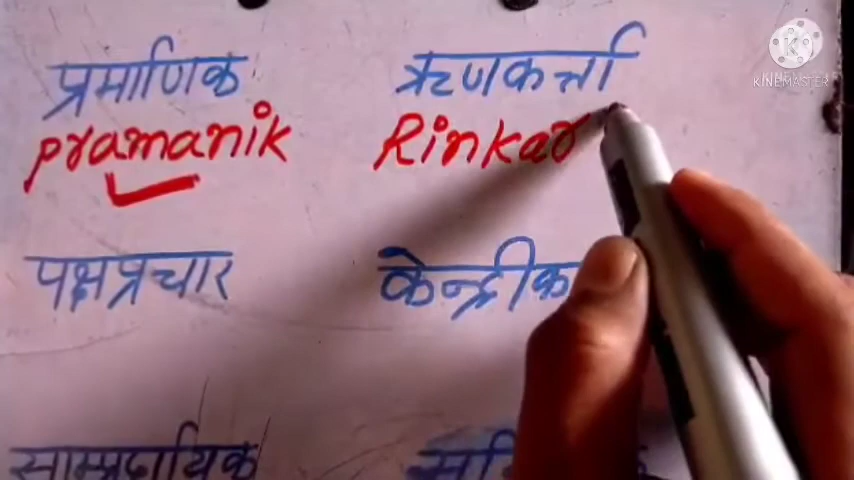 प्रमाणिक ऋणकर्त्ता
pramanik Rinkar
पक्षप्रचार केन्द्रीक
साम्प्रदायिक
KINEMASTER